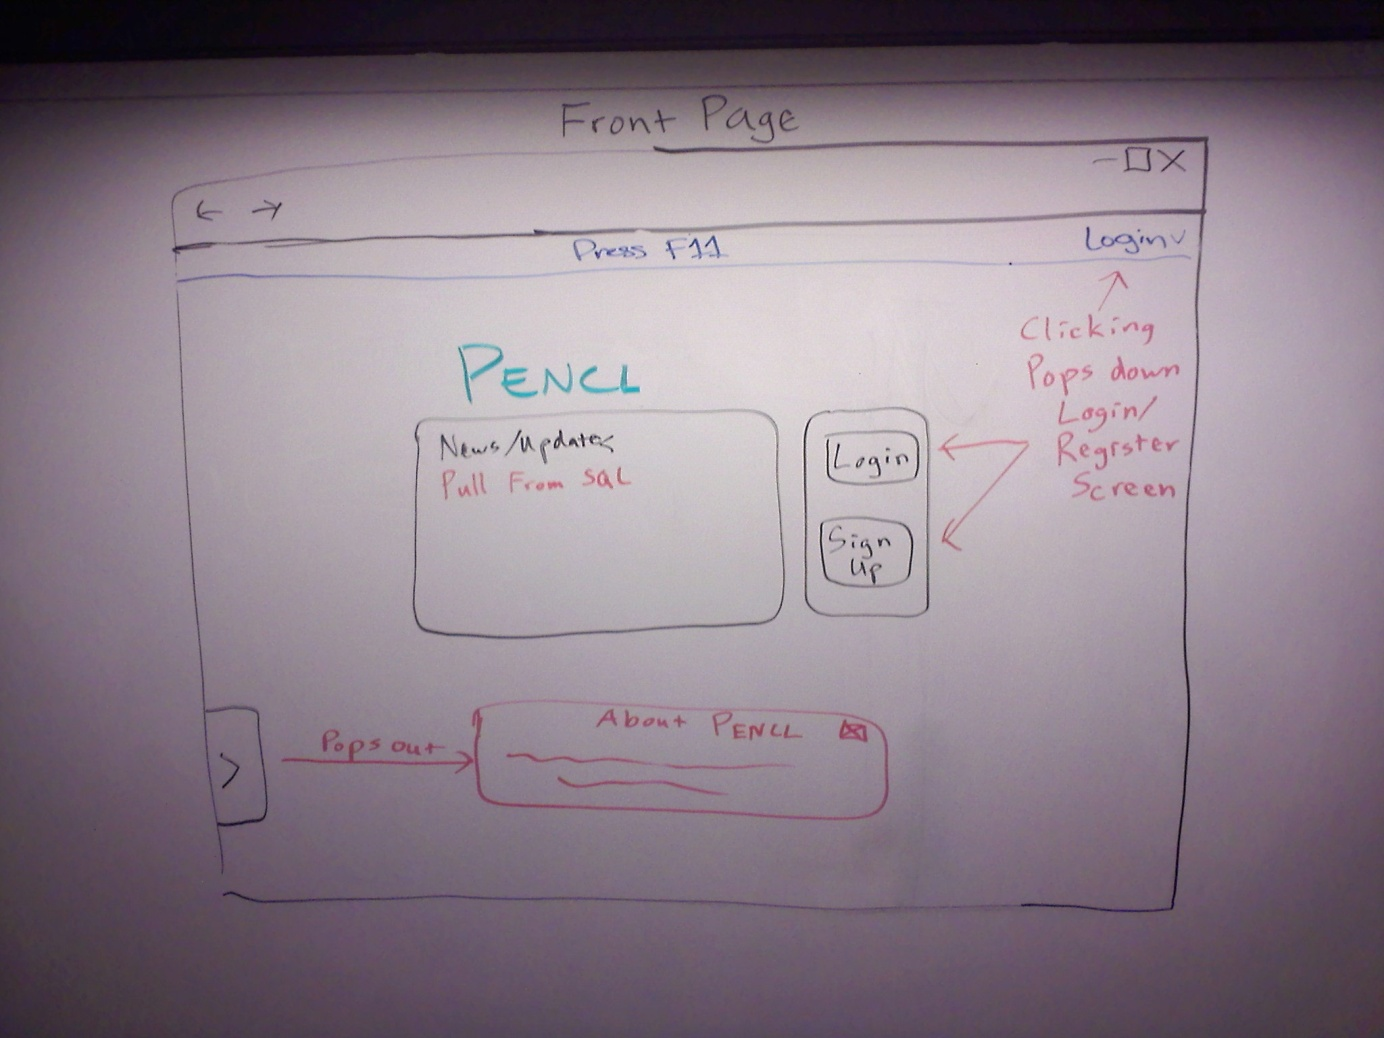 Front Page
Press F11
Login
Clicking
Pops down
Login/
Register
Screen
PENCL
News/Updates
Pull From SQL
Login
Sign
Up
Pops out
About PENCL